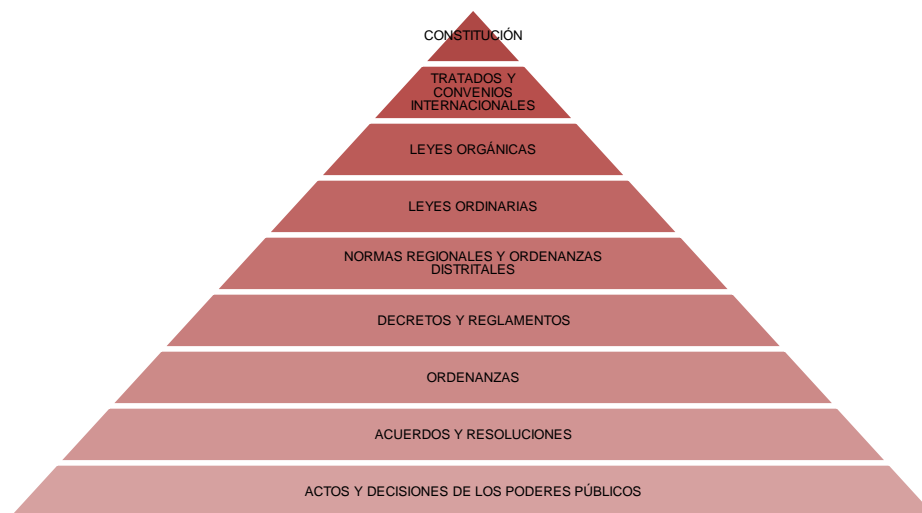 CONSTITUCIÓN
TRATADOS Y
CONVENIOS
INTERNACIONALES
LEYES ORGÁNICAS
LEYES ORDINARIAS
NORMAS REGIONALES Y ORDENANZAS
DISTRITALES
DECRETOS Y REGLAMENTOS
ORDENANZAS
ACUERDOS Y RESOLUCIONES
ACTOS Y DECISIONES DE LOS PODERES PÚBLICOS